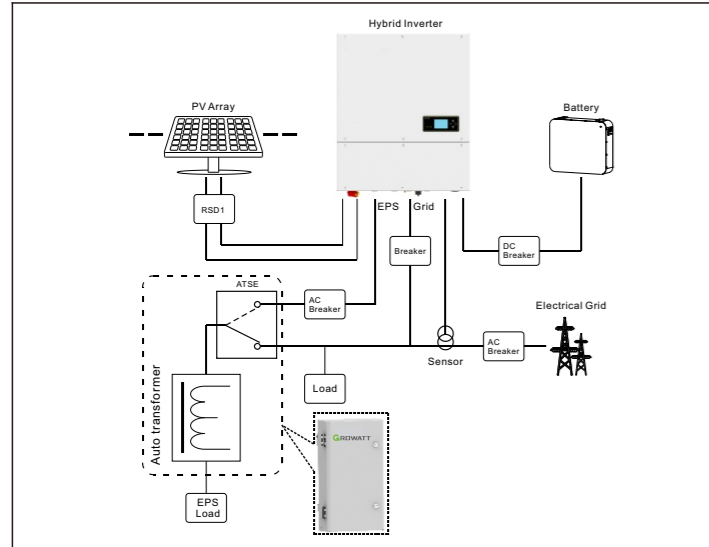 Hybrid Inverter
PV Array
Battery
RSD1
EPS
Grid
Breaker
DC
Breaker
ATSE
AC
Breaker
Electrical Grid
AC
Breaker
Sensor
Load
Auto transformer
GROWATT
EPS
Load